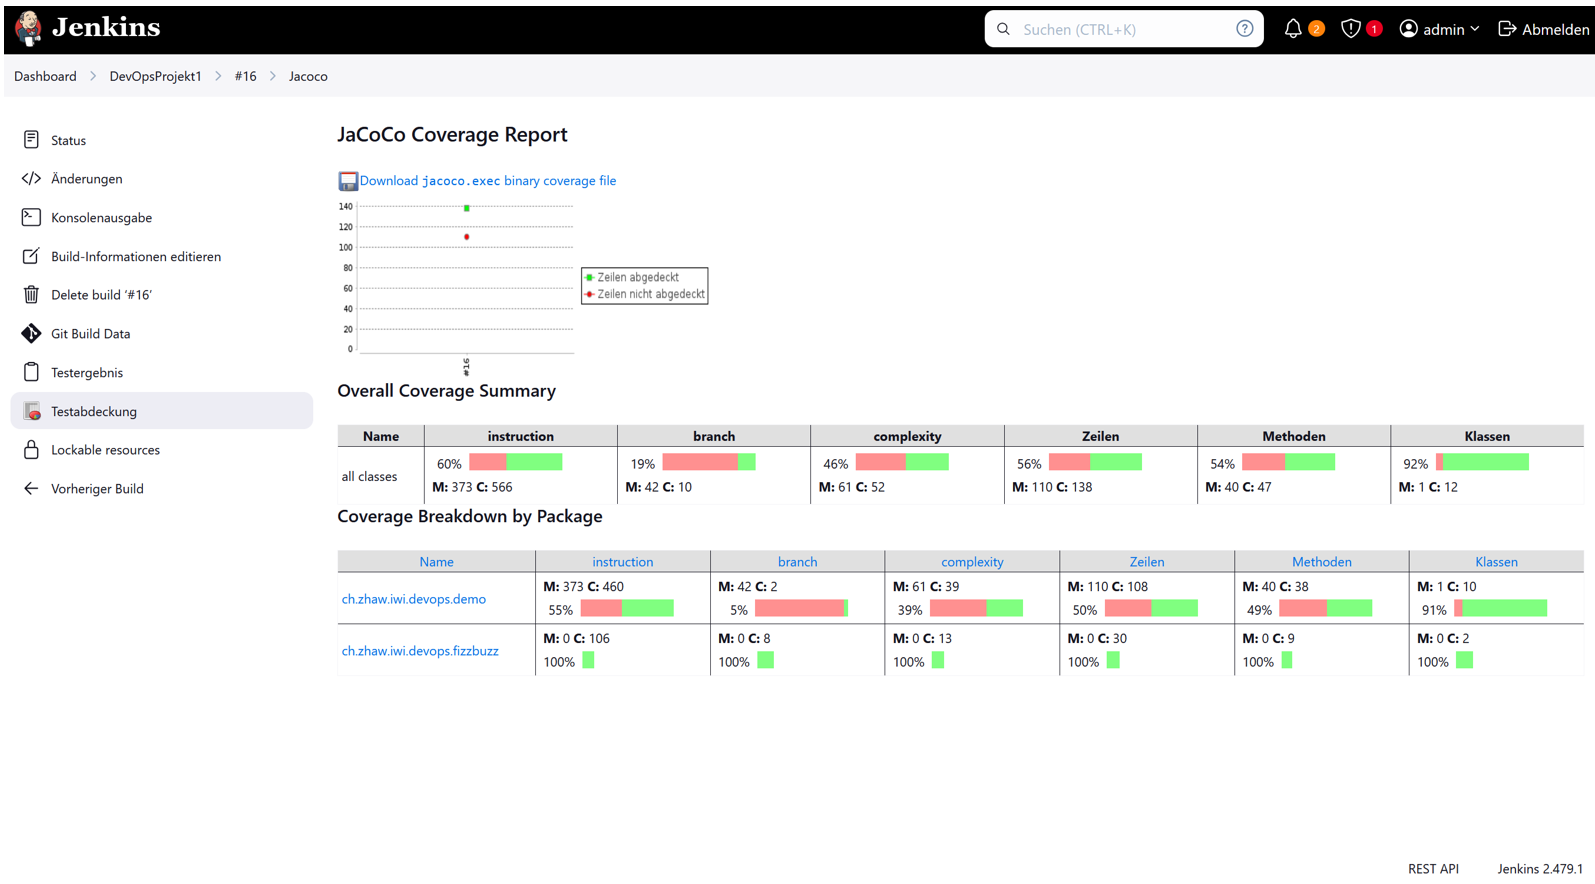 Jenkins
Suchen (CTRL+K)
2
1
admin
Abmelden
Dashboard > DevOpsProjekt1 > #16 > Jacoco
Status
Änderungen
Konsolenausgabe
Build-Informationen editieren
Delete build ‘#16’
Git Build Data
Testergebnis
Testabdeckung
Lockable resources
Vorheriger Build
JaCoCo Coverage Report
Download jacoco.exec binary coverage file
140
120
100
80
60
40
20
0
#16
Zeilen abgedeckt
Zeilen nicht abgedeckt
Overall Coverage Summary
Name instruction branch complexity Zeilen Methoden Klassen
all classes
60% 19% 46% 56% 54% 92%
M: 373 C: 566 M: 42 C: 10 M: 61 C: 52 M: 110 C: 138 M: 40 C: 47 M: 1 C: 12
Coverage Breakdown by Package
Name instruction branch complexity Zeilen Methoden Klassen
ch.zhaw.iwi.devops.demo
M: 373 C: 460 M: 42 C: 2 M: 61 C: 39 M: 110 C: 108 M: 40 C: 38 M: 1 C: 10
55% 5% 39% 50% 49% 91%
ch.zhaw.iwi.devops.fizzbuzz
M: 0 C: 106 M: 0 C: 8 M: 0 C: 13 M: 0 C: 30 M: 0 C: 9 M: 0 C: 2
100% 100% 100% 100% 100% 100%
REST API
Jenkins 2.479.1